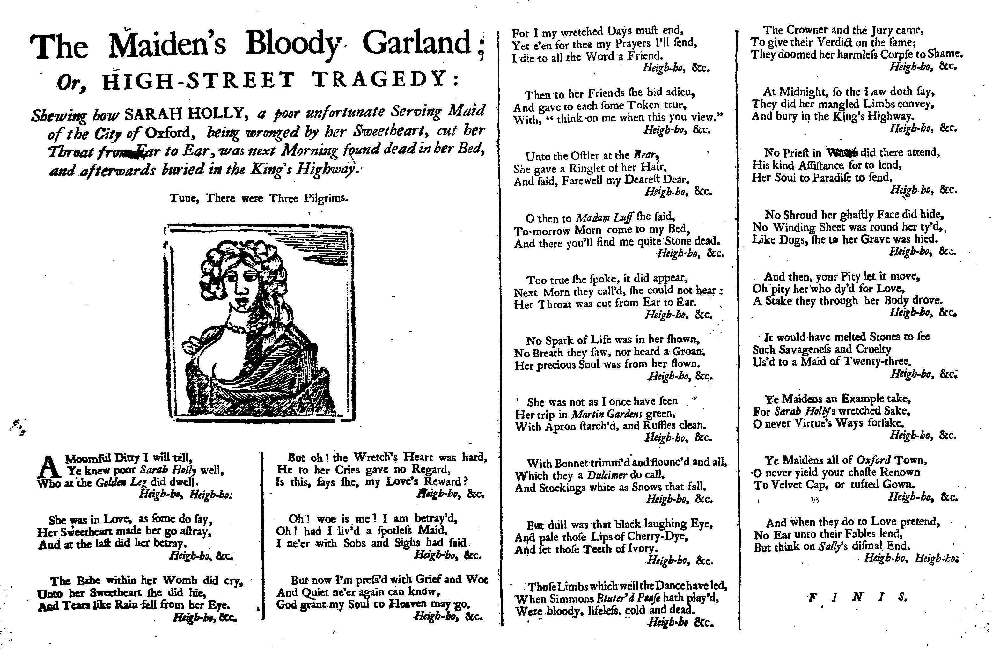 The Maiden's Bloody Garland;
Or, HIGH-STREET TRAGEDY:
Shewing how SARAH HOLLY, a poor unfortunate Serving Maid
of the City of Oxford, being wronged by her Sweetheart, cut her
Throat from Ear to Ear, was next Morning found dead in her Bed,
and afterwards buried in the King's Highway.
Tune, There were Three Pilgrims.
A Mournful Ditty I will tell,
Ye knew poor Sarah Holly well,
Who at the Golden Leg did dwell.
Heigh-ho, Heigh-ho:
She was in Love, as ſome do ſay,
Her Sweetheart made her go aſtray,
And at the laſt did her betray.
Heigh-ho, &c.
The Babe within her Womb did cry,
Unto her Sweetheart ſhe did hie,
And Tears like Rain fell from her Eye.
Heigh-ho, &c.
But oh! the Wretch's Heart was hard,
He to her Cries gave no Regard,
Is this, ſays ſhe, my Love's Reward?
Heigh-ho, &c.
Oh! woe is me! I am betray'd,
Oh! had I liv'd a ſpotleſs Maid,
I ne'er with Sobs and Sighs had ſaid.
Heigh-ho, &c.
But now I'm preſs'd with Grief and Woe
And Quiet ne'er again can know,
God grant my Soul to Heaven may go.
Heigh-ho, &c.
For I my wretched Days muſt end,
Yet e'en for thee my Prayers I'll ſend,
I die to all the Word a Friend.
Heigh-ho, &c.
Then to her Friends ſhe bid adieu,
And gave to each ſome Token true,
With, "think on me when this you view."
Heigh-ho, &c.
Unto the Oſtler at the Bear,
She gave a Ringlet of her Hair,
And ſaid, Farewell my Deareſt Dear.
Heigh-ho, &c.
O then to Madam Luff ſhe ſaid,
To-morrow Morn come to my Bed,
And there you'll find me quite Stone dead.
Heigh-ho, &c.
Too true ſhe ſpoke, it did appear,
Next Morn they call'd, ſhe could not hear:
Her Throat was cut from Ear to Ear.
Heigh-ho, &c.
No Spark of Life was in her ſhown,
No Breath they ſaw, nor heard a Groan,
Her precious Soul was from her flown.
Heigh-ho, &c.
She was not as I once have ſeen
Her trip in Martin Gardens green,
With Apron ſtarch'd, and Ruffles clean.
Heigh-ho, &c.
With Bonnet trimm'd and flounc'd and all,
Which they a Dulcimer do call,
And Stockings white as Snows that fall.
Heigh-ho, &c.
But dull was that black laughing Eye,
And pale thoſe Lips of Cherry-Dye,
And ſet thoſe Teeth of Ivory.
Heigh-ho, &c.
Thoſe Limbs which well the Dance have led,
When Simmons Btuter'd Peaſe hath play'd,
Were bloody, lifeleſs. cold and dead.
Heigh-ho &c.
The Crowner and the Jury came,
To give their Verdict on the ſame;
They doomed her harmleſs Corpſe to Shame.
Heigh-ho, &c.
At Midnight, ſo the Law doth ſay,
They did her mangled Limbs convey,
And bury in the King's Highway.
Heigh-ho, &c.
No Prieſt in did there attend,
His kind Aſſiſtance for to lend,
Her Soul to Paradiſe to ſend.
Heigh-ho, &c.
No Shroud her ghaſtly Face did hide,
No Winding Sheet was round her ty'd,
Like Dogs, ſhe to her Grave was hied.
Heigh-ho, &c.
And then, your Pity let it move,
Oh pity her who dy'd for Love,
A Stake they through her Body drove.
Heigh-ho, &c.
It would have melted Stones to ſee
Such Savageneſs and Cruelty
Us'd to a Maid of Twenty-three.
Heigh-ho, &c.
Ye Maidens an Example take,
For Sarah Holly's wretched Sake,
O never Virtue's Ways forſake.
Heigh-ho, &c.
Ye Maidens all of Oxford Town,
O never yield your chaſte Renown
To Velvet Cap, or tufted Gown.
Heigh-ho, &c.
And when they do to Love pretend,
No Ear unto their Fables lend,
But think on Sally's diſmal End.
Heigh-ho, Heigh-ho:
FINIS.